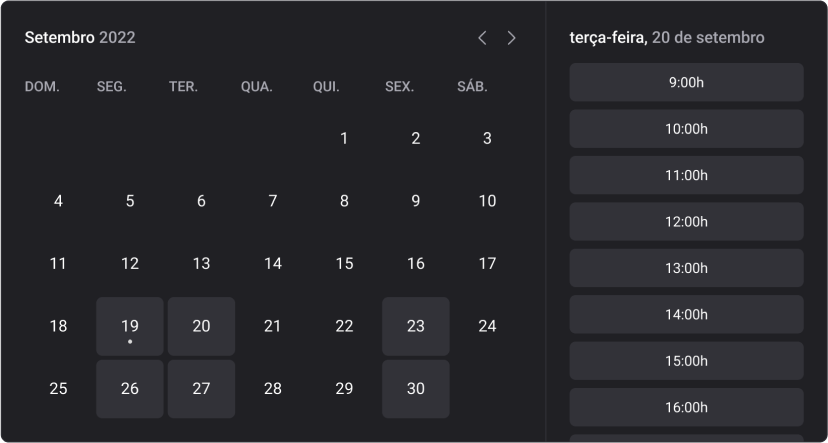 Setembro 2022
DOM. SEG. TER. QUA. QUI. SEX. SÁB.
1 2 3
4 5 6 7 8 9 10
11 12 13 14 15 16 17
18 19 20 21 22 23 24
25 26 27 28 29 30
terça-feira, 20 de setembro
9:00h
10:00h
11:00h
12:00h
13:00h
14:00h
15:00h
16:00h